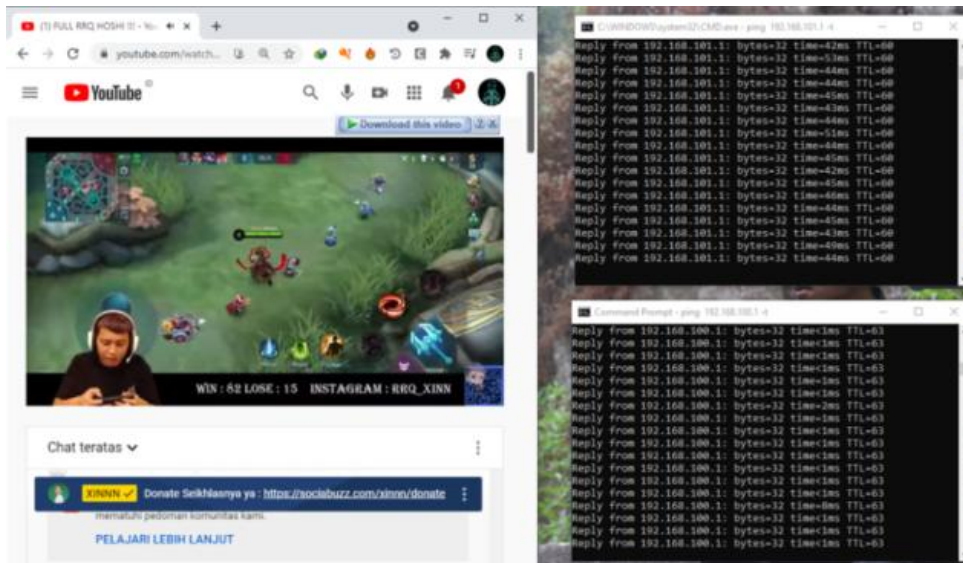 (1) FULL RRQ HOSHI !!! - You
youtube.com/watch...
YouTube
1
Download this video
WIN : 82 LOSE : 15 INSTAGRAM : RRQ_XINN
Chat teratas
XINNN Donate Seikhlasnya ya : https://sociabuzz.com/xinnn/donate
mematuhi pedoman komunitas kami.
PELAJARI LEBIH LANJUT
C:\WINDOWS\system32\CMD.exe - ping 192.168.101.1 -t
Reply from 192.168.101.1: bytes=32 time=42ms TTL=60
Reply from 192.168.101.1: bytes=32 time=53ms TTL=60
Reply from 192.168.101.1: bytes=32 time=44ms TTL=60
Reply from 192.168.101.1: bytes=32 time=44ms TTL=60
Reply from 192.168.101.1: bytes=32 time=45ms TTL=60
Reply from 192.168.101.1: bytes=32 time=43ms TTL=60
Reply from 192.168.101.1: bytes=32 time=44ms TTL=60
Reply from 192.168.101.1: bytes=32 time=51ms TTL=60
Reply from 192.168.101.1: bytes=32 time=44ms TTL=60
Reply from 192.168.101.1: bytes=32 time=45ms TTL=60
Reply from 192.168.101.1: bytes=32 time=42ms TTL=60
Reply from 192.168.101.1: bytes=32 time=45ms TTL=60
Reply from 192.168.101.1: bytes=32 time=46ms TTL=60
Reply from 192.168.101.1: bytes=32 time=44ms TTL=60
Reply from 192.168.101.1: bytes=32 time=45ms TTL=60
Reply from 192.168.101.1: bytes=32 time=43ms TTL=60
Reply from 192.168.101.1: bytes=32 time=49ms TTL=60
Reply from 192.168.101.1: bytes=32 time=44ms TTL=60
Command Prompt - ping 192.168.100.1 -t
Reply from 192.168.100.1: bytes=32 time<1ms TTL=63
Reply from 192.168.100.1: bytes=32 time<1ms TTL=63
Reply from 192.168.100.1: bytes=32 time<1ms TTL=63
Reply from 192.168.100.1: bytes=32 time<1ms TTL=63
Reply from 192.168.100.1: bytes=32 time<1ms TTL=63
Reply from 192.168.100.1: bytes=32 time<1ms TTL=63
Reply from 192.168.100.1: bytes=32 time=2ms TTL=63
Reply from 192.168.100.1: bytes=32 time<1ms TTL=63
Reply from 192.168.100.1: bytes=32 time<1ms TTL=63
Reply from 192.168.100.1: bytes=32 time<1ms TTL=63
Reply from 192.168.100.1: bytes=32 time=1ms TTL=63
Reply from 192.168.100.1: bytes=32 time<1ms TTL=63
Reply from 192.168.100.1: bytes=32 time<1ms TTL=63
Reply from 192.168.100.1: bytes=32 time<1ms TTL=63
Reply from 192.168.100.1: bytes=32 time=8ms TTL=63
Reply from 192.168.100.1: bytes=32 time<1ms TTL=63
Reply from 192.168.100.1: bytes=32 time<1ms TTL=63
Reply from 192.168.100.1: bytes=32 time<1ms TTL=63